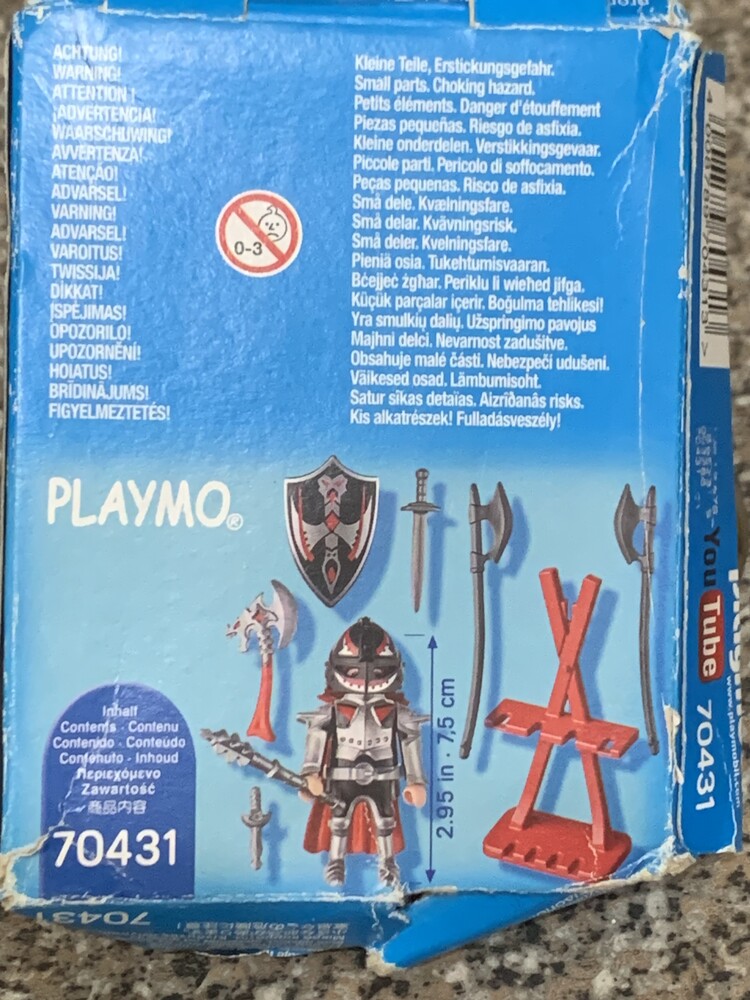 ACHTUNG!
WARNING!
ATTENTION !
¡ADVERTENCIA!
WAARSCHUWING!
AVVERTENZA!
ATENÇÃO!
ADVARSEL!
VARNING!
ADVARSEL!
VAROITUS!
TWISSIJA!
DİKKAT!
ĮSPĖJIMAS!
OPOZORILO!
UPOZORNĚNÍ!
HOIATUS!
BRĪDINĀJUMS!
FIGYELMEZTETÉS!
Kleine Teile, Erstickungsgefahr.
Small parts. Choking hazard.
Petits éléments. Danger d'étouffement
Piezas pequeñas. Riesgo de asfixia.
Kleine onderdelen. Verstikkingsgevaar.
Piccole parti. Pericolo di soffocamento.
Peças pequenas. Risco de asfixia.
Små dele. Kvælningsfare.
Små delar. Kvävningsrisk.
Små deler. Kvelningsfare.
Pieniä osia. Tukehtumisvaaran.
Bċejjeċ żgħar. Periklu li wieħed jifga.
Küçük parçalar içerir. Boğulma tehlikesi!
Yra smulkių dalių. Užspringimo pavojus
Majhni delci. Nevarnost zadušitve.
Obsahuje malé části. Nebezpečí udušení.
Väikesed osad. Lämbumisoht.
Satur sīkas detaļas. Aizrīšanās risks.
Kis alkatrészek! Fulladásveszély!
0-3
PLAYMO®
2.95 in · 7,5 cm
Inhalt
Contents · Contenu
Contenido · Conteúdo
Contenuto · Inhoud
Περιεχόμενο
Zawartość
商品内容
70431
YouTube
www.playmobil.com
70431
70431